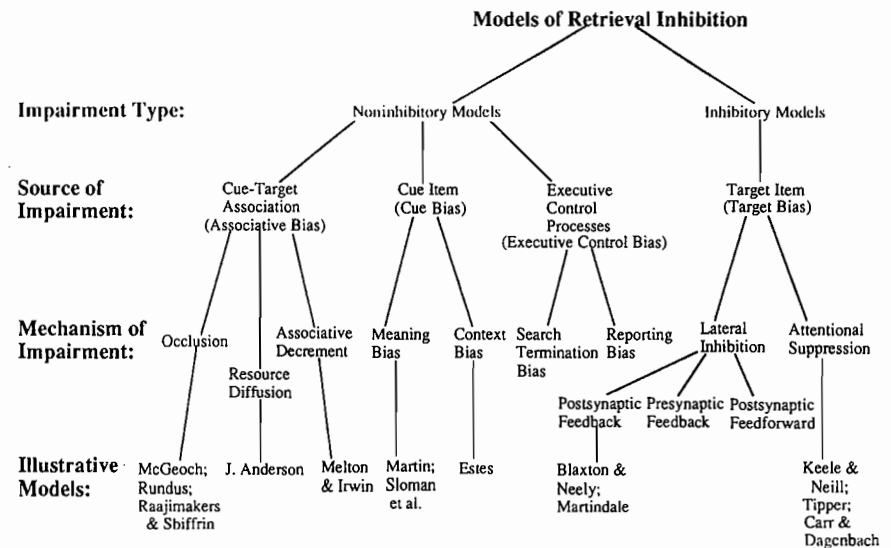 Models of Retrieval Inhibition
Impairment Type:
Noninhibitory Models
Inhibitory Models
Source of
Impairment:
Cue-Target
Association
(Associative Bias)
Cue Item
(Cue Bias)
Executive
Control
Processes
(Executive Control Bias)
Target Item
(Target Bias)
Mechanism of
Impairment:
Occlusion
Resource
Diffusion
Associative
Decrement
Meaning
Bias
Context
Bias
Search
Termination
Bias
Reporting
Bias
Lateral
Inhibition
Attentional
Suppression
Postsynaptic
Feedback
Presynaptic
Feedback
Postsynaptic
Feedforward
Illustrative
Models:
McGeoch;
Rundus;
Raajimakers
& Shiffrin
J. Anderson
Melton
& Irwin
Martin;
Sloman
et al.
Estes
Blaxton &
Neely;
Martindale
Keele &
Neill;
Tipper;
Carr &
Dagenbach